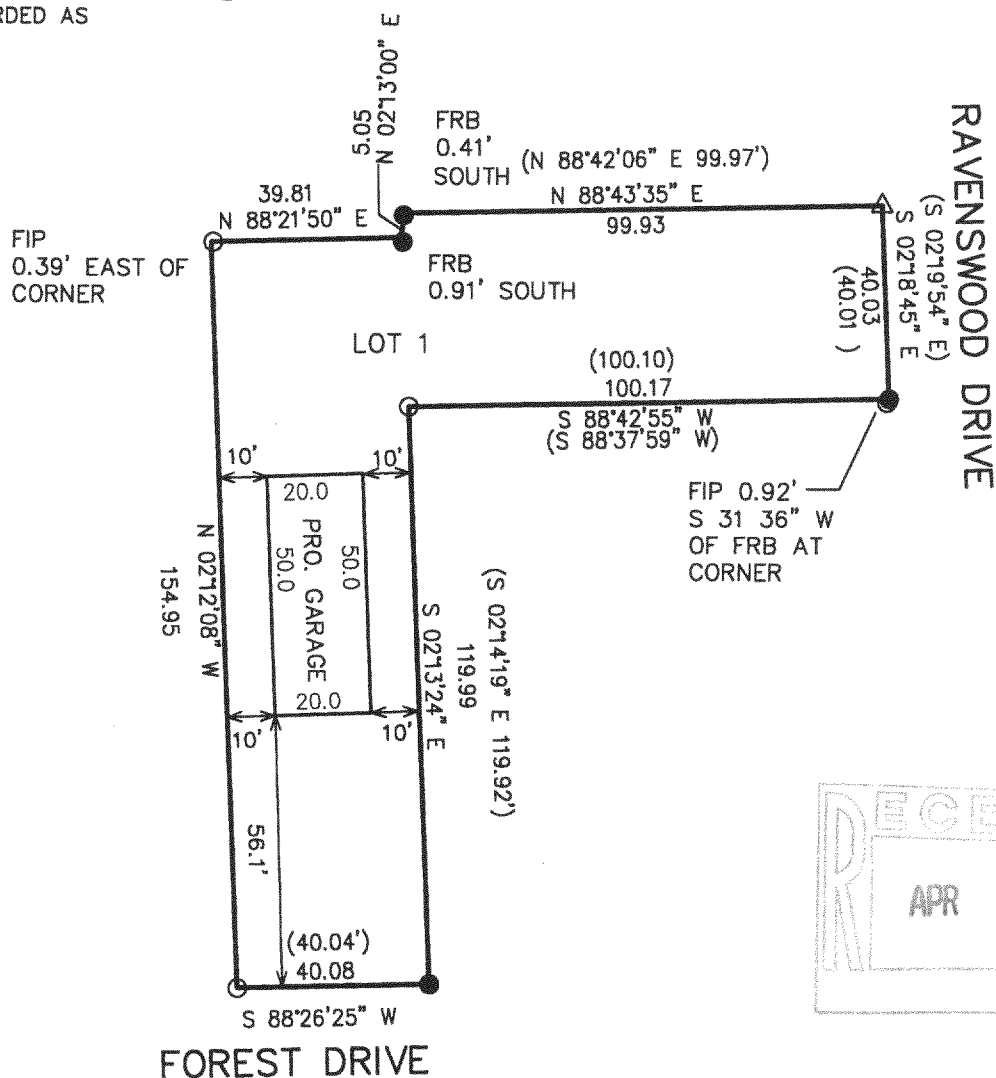 RDED AS
5.05
N 02°13'00" E
FRB
0.41'
SOUTH
(N 88°42'06" E 99.97')
N 88°43'35" E
99.93
39.81
N 88°21'50" E
FIP
0.39' EAST OF
CORNER
FRB
0.91' SOUTH
RAVENSWOOD DRIVE
(S 02°19'54" E)
S 02°18'45" E
40.03
(40.01 )
LOT 1
(100.10)
100.17
S 88°42'55" W
(S 88°37'59" W)
FIP 0.92'
S 31 36" W
OF FRB AT
CORNER
10'
10'
20.0
PRO. GARAGE
50.0
50.0
20.0
10'
10'
N 02°12'08" W
154.95
S 02°13'24" E
119.99
(S 02°14'19" E 119.92')
56.1'
(40.04')
40.08
S 88°26'25" W
FOREST DRIVE
RECE
APR